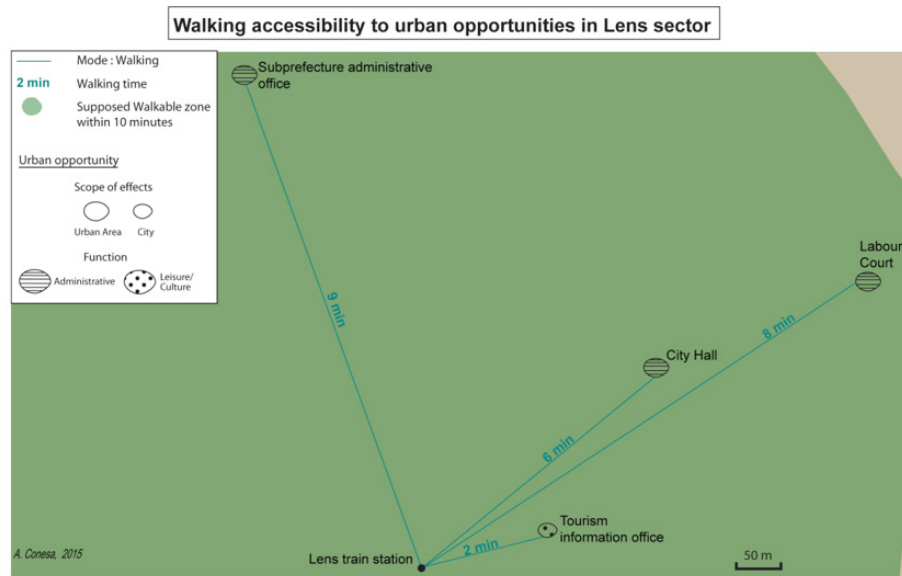 Walking accessibility to urban opportunities in Lens sector
Mode : Walking
2 min
Walking time
Supposed Walkable zone
within 10 minutes
Urban opportunity
Scope of effects
Urban Area
City
Function
Administrative
Leisure/
Culture
Subprefecture administrative
office
Labour
Court
9 min
8 min
City Hall
6 min
Tourism
information office
2 min
Lens train station
A. Conesa, 2015
50 m